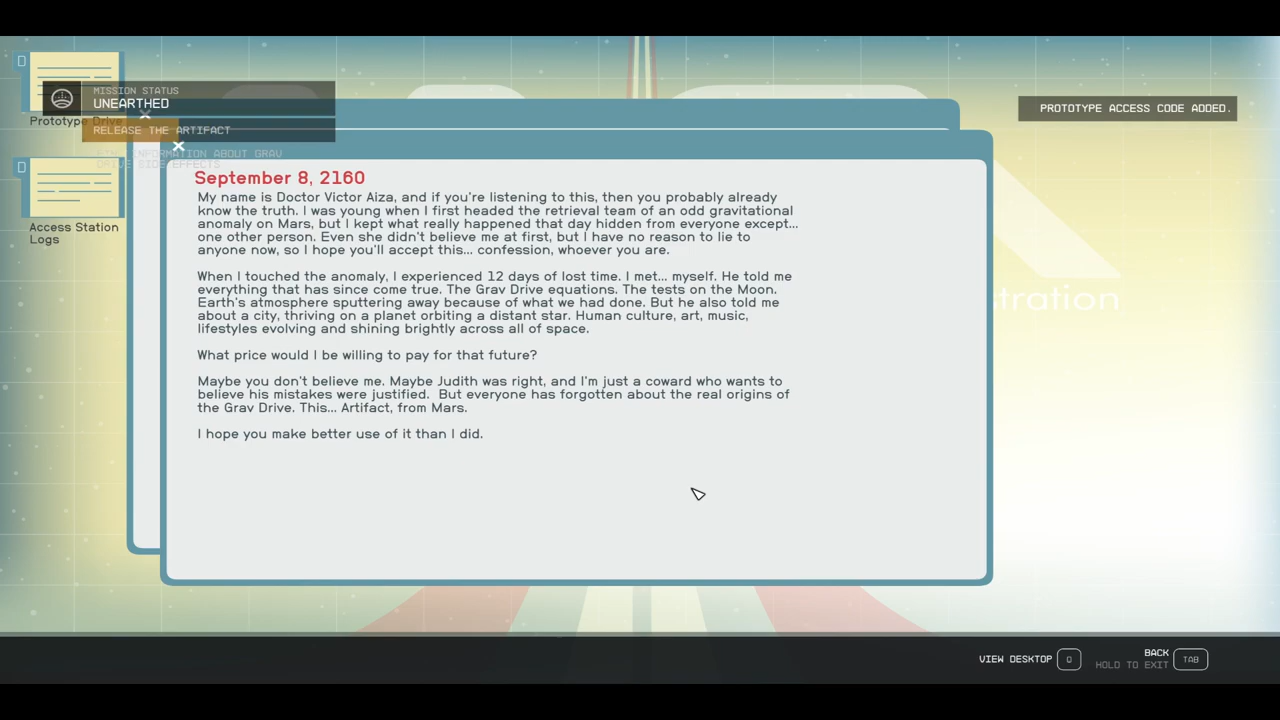 D
Prototype Drive
MISSION STATUS
UNEARTHED
RELEASE THE ARTIFACT
INFORMATION ABOUT GRAV
DRIVE SIDE EFFECTS
PROTOTYPE ACCESS CODE ADDED.
D
Access Station
Logs
September 8, 2160
My name is Doctor Victor Aiza, and if you're listening to this, then you probably already
know the truth. I was young when I first headed the retrieval team of an odd gravitational
anomaly on Mars, but I kept what really happened that day hidden from everyone except...
one other person. Even she didn't believe me at first, but I have no reason to lie to
anyone now, so I hope you'll accept this... confession, whoever you are.
When I touched the anomaly, I experienced 12 days of lost time. I met... myself. He told me
everything that has since come true. The Grav Drive equations. The tests on the Moon.
Earth's atmosphere sputtering away because of what we had done. But he also told me
about a city, thriving on a planet orbiting a distant star. Human culture, art, music,
lifestyles evolving and shining brightly across all of space.
What price would I be willing to pay for that future?
Maybe you don't believe me. Maybe Judith was right, and I'm just a coward who wants to
believe his mistakes were justified.  But everyone has forgotten about the real origins of
the Grav Drive. This... Artifact, from Mars.
I hope you make better use of it than I did.
stration
VIEW DESKTOP Q
BACK
HOLD TO EXIT TAB